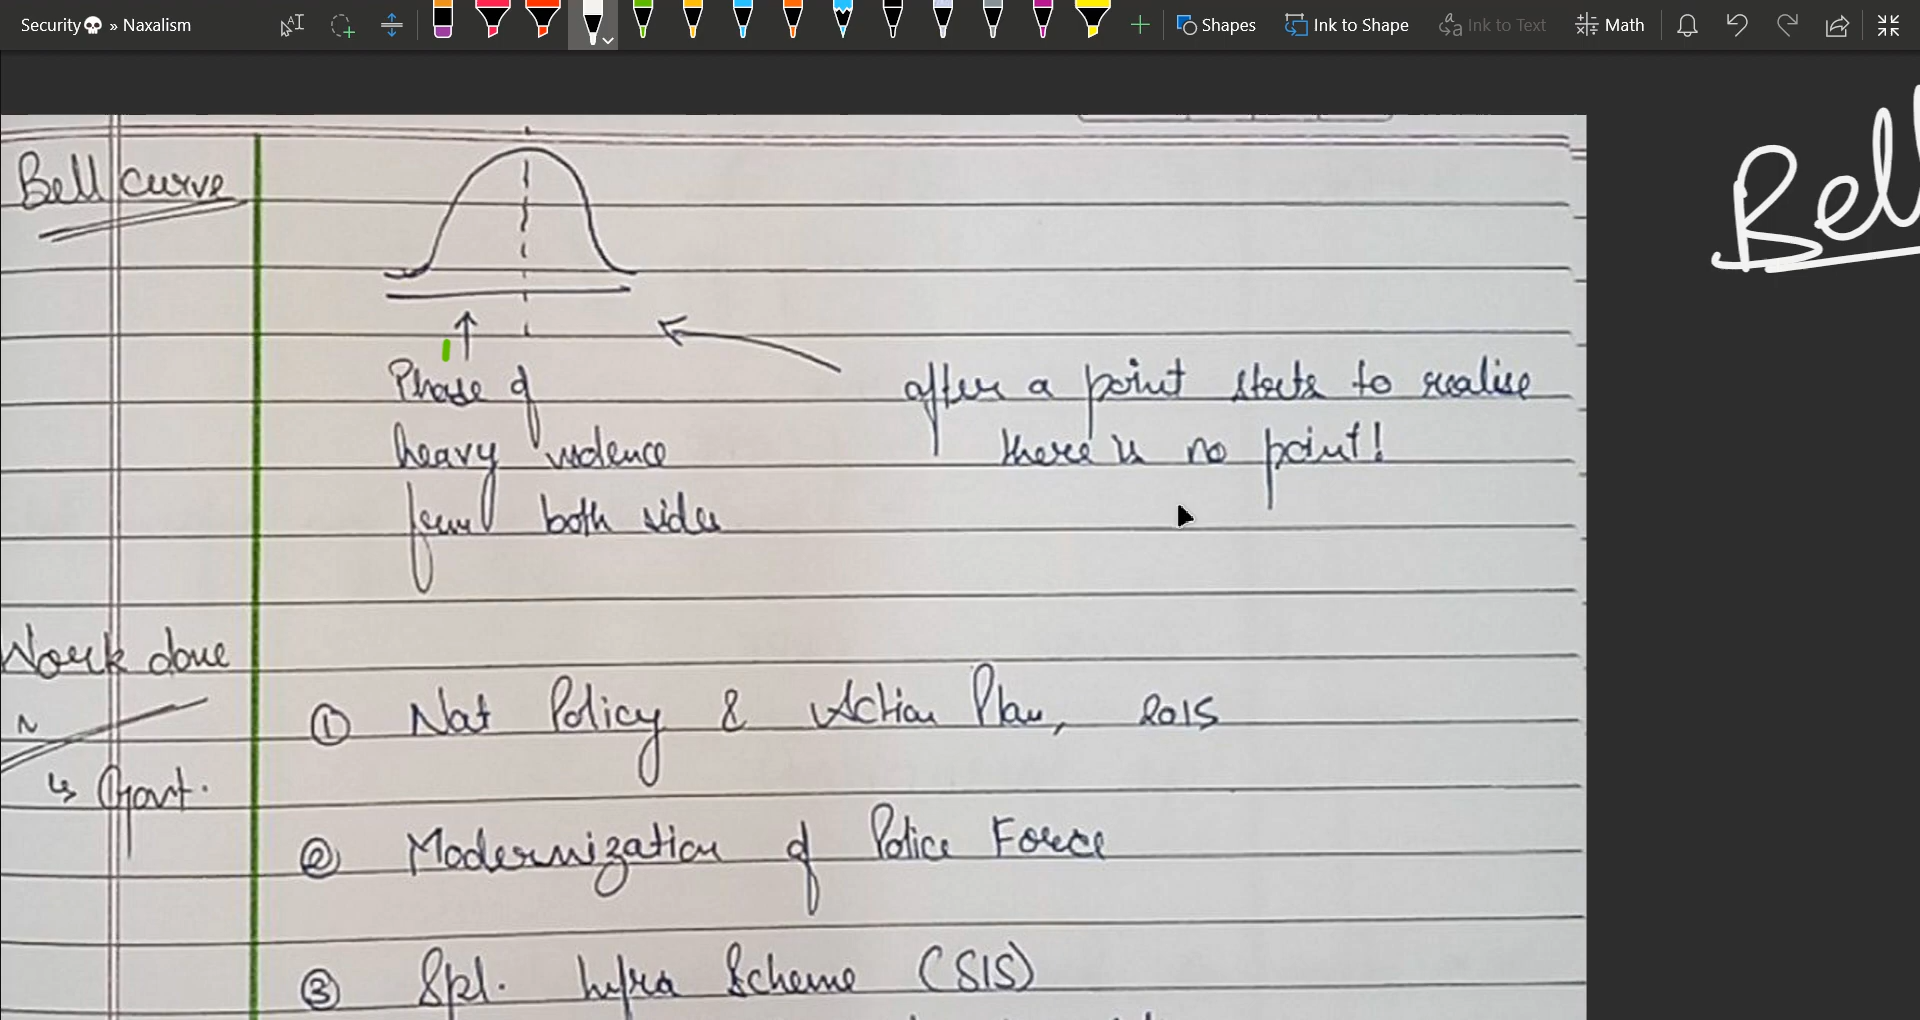 Security💀 » Naxalism
Shapes
Ink to Shape
Ink to Text
Math
Bell curve
Phase of
heavy violence
from both sides
after a point starts to realise
there is no point!
Work done
↳ Govt.
① Nat Policy & Action Plan, 2015
② Modernization of Police Force
③ Spl. Infra Scheme (SIS)